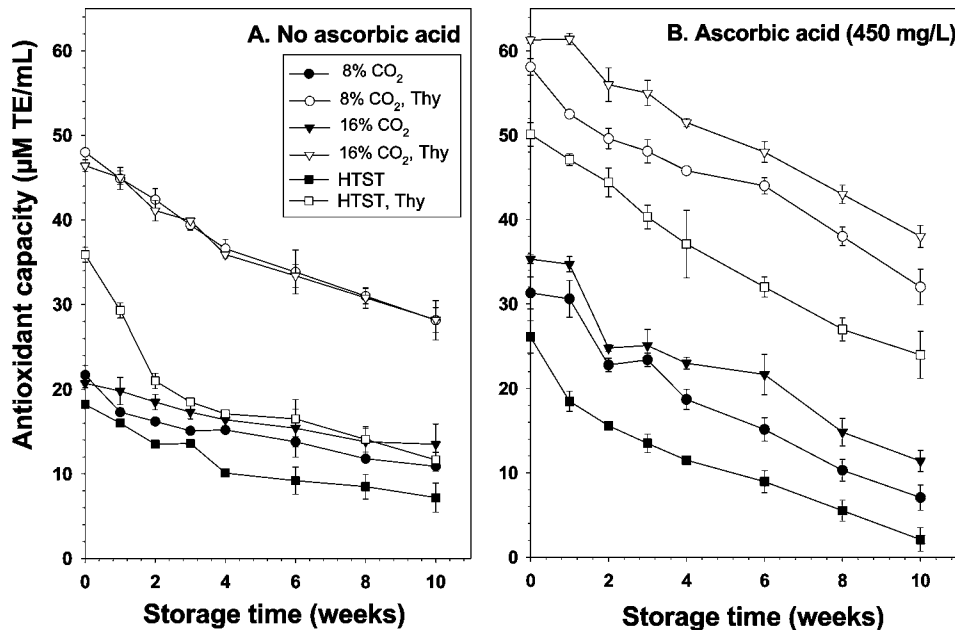 Antioxidant capacity (µM TE/mL)
A. No ascorbic acid
8% CO₂
8% CO₂, Thy
16% CO₂
16% CO₂, Thy
HTST
HTST, Thy
60
50
40
30
20
10
0
0 2 4 6 8 10
Storage time (weeks)
B. Ascorbic acid (450 mg/L)
60
50
40
30
20
10
0
0 2 4 6 8 10
Storage time (weeks)